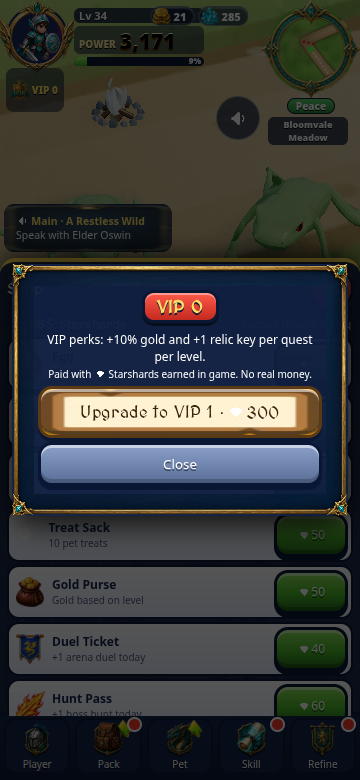 Lv 34
21
285
POWER 3,171
9%
VIP 0
Peace
Bloomvale
Meadow
Main · A Restless Wild
Speak with Elder Oswin
VIP 0
VIP perks: +10% gold and +1 relic key per quest
per level.
Paid with Starshards earned in game. No real money.
Upgrade to VIP 1 · 300
Close
Treat Sack
10 pet treats
50
Gold Purse
Gold based on level
50
Duel Ticket
+1 arena duel today
40
Hunt Pass
+1 boss hunt today
60
Player
Pack
Pet
Skill
Refine